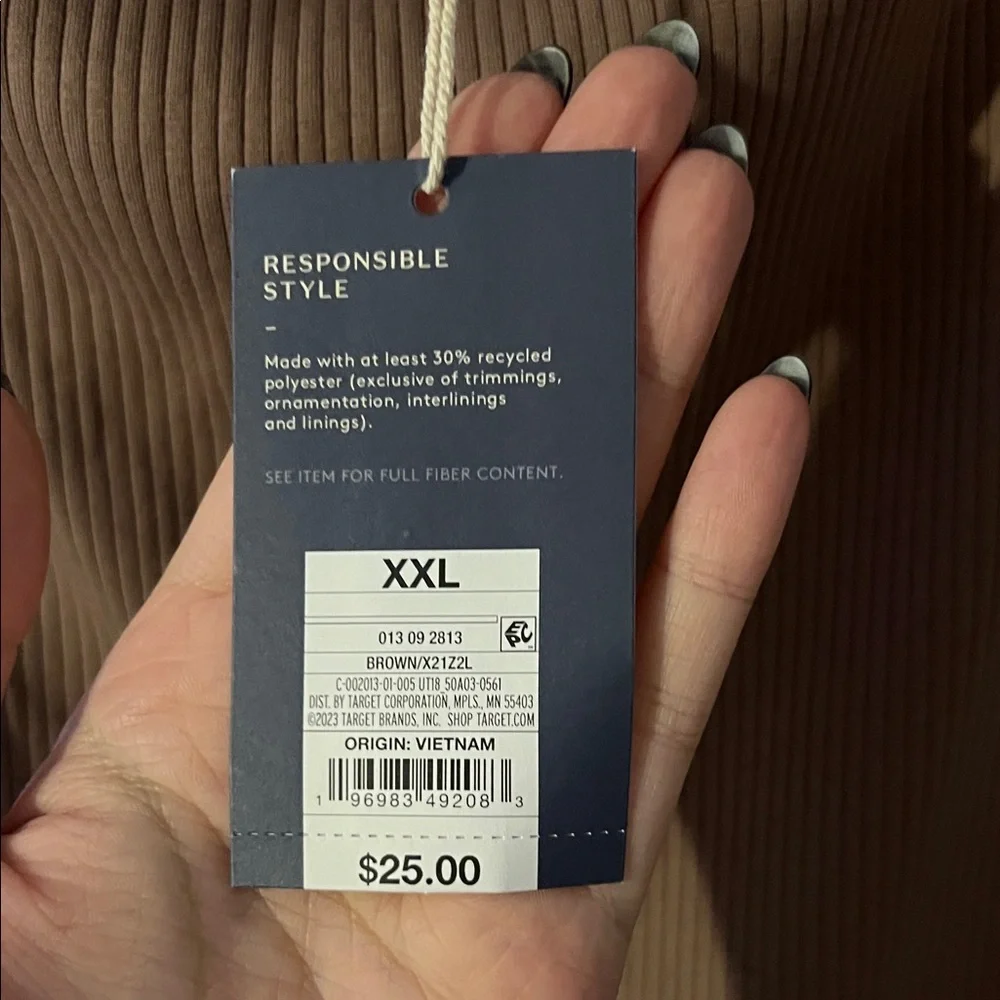 RESPONSIBLE
STYLE
–
Made with at least 30% recycled
polyester (exclusive of trimmings,
ornamentation, interlinings
and linings).
SEE ITEM FOR FULL FIBER CONTENT.
XXL
013 09 2813
EPC
BROWN/X21Z2L
C-002013-01-005 UT18 50A03-0561
DIST. BY TARGET CORPORATION, MPLS., MN 55403
©2023 TARGET BRANDS, INC. SHOP TARGET.COM
ORIGIN: VIETNAM
1 96983 49208 3
$25.00